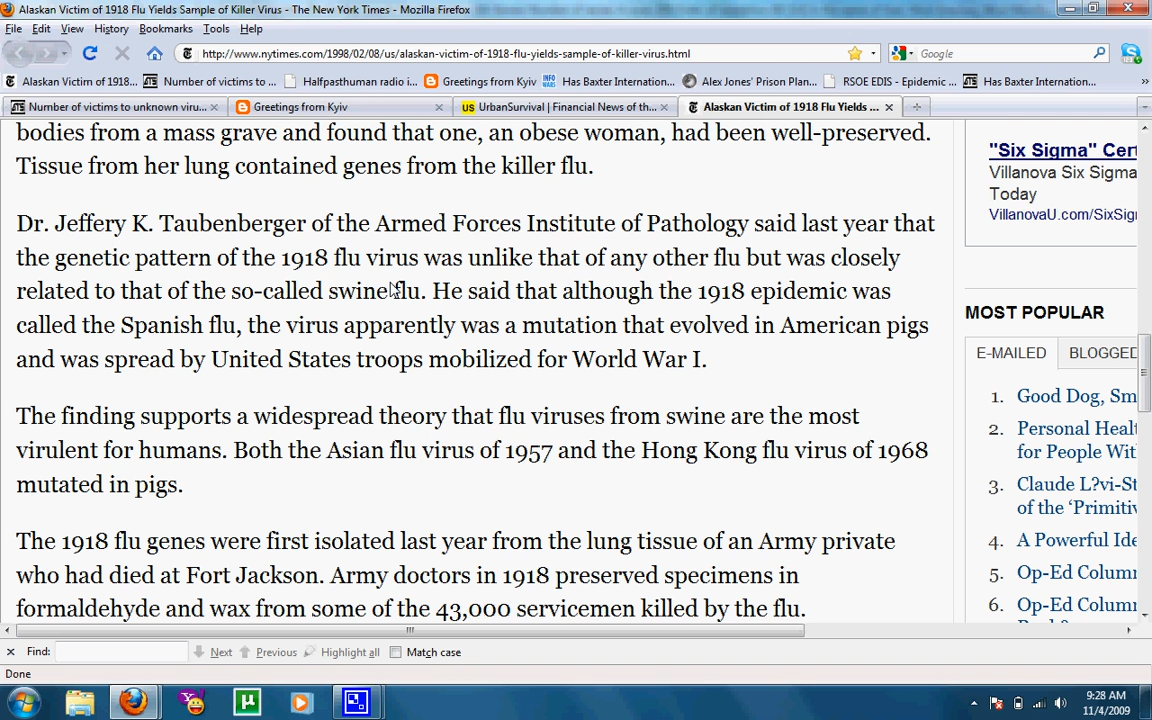 Alaskan Victim of 1918 Flu Yields Sample of Killer Virus - The New York Times - Mozilla Firefox
File Edit View History Bookmarks Tools Help
http://www.nytimes.com/1998/02/08/us/alaskan-victim-of-1918-flu-yields-sample-of-killer-virus.html
Google
Alaskan Victim of 1918... Number of victims to ... Halfpasthuman radio i... Greetings from Kyiv Has Baxter Internation... Alex Jones' Prison Plan... RSOE EDIS - Epidemic ... Has Baxter Internation...
Number of victims to unknown viru... Greetings from Kyiv US UrbanSurvival | Financial News of th... Alaskan Victim of 1918 Flu Yields ...
bodies from a mass grave and found that one, an obese woman, had been well-preserved.
Tissue from her lung contained genes from the killer flu.
Dr. Jeffery K. Taubenberger of the Armed Forces Institute of Pathology said last year that
the genetic pattern of the 1918 flu virus was unlike that of any other flu but was closely
related to that of the so-called swine flu. He said that although the 1918 epidemic was
called the Spanish flu, the virus apparently was a mutation that evolved in American pigs
and was spread by United States troops mobilized for World War I.
The finding supports a widespread theory that flu viruses from swine are the most
virulent for humans. Both the Asian flu virus of 1957 and the Hong Kong flu virus of 1968
mutated in pigs.
The 1918 flu genes were first isolated last year from the lung tissue of an Army private
who had died at Fort Jackson. Army doctors in 1918 preserved specimens in
formaldehyde and wax from some of the 43,000 servicemen killed by the flu.
"Six Sigma" Cert
Villanova Six Sigma
Today
VillanovaU.com/SixSig
MOST POPULAR
E-MAILED BLOGGED
1. Good Dog, Sm
2. Personal Healt
for People Wit
3. Claude L?vi-St
of the 'Primitiv
4. A Powerful Ide
5. Op-Ed Column
6. Op-Ed Column
Find: Next Previous Highlight all Match case
Done
9:28 AM
11/4/2009